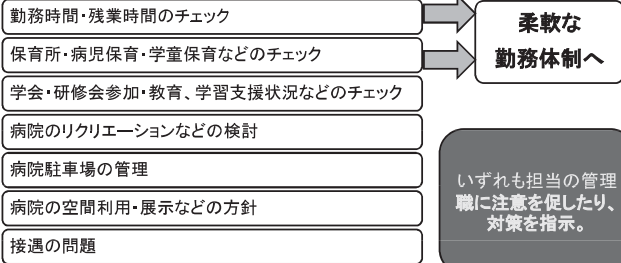 勤務時間・残業時間のチェック
保育所・病児保育・学童保育などのチェック
学会・研修会参加・教育、学習支援状況などのチェック
病院のリクリエーションなどの検討
病院駐車場の管理
病院の空間利用・展示などの方針
接遇の問題
柔軟な
勤務体制へ
いずれも担当の管理
職に注意を促したり、
対策を指示。